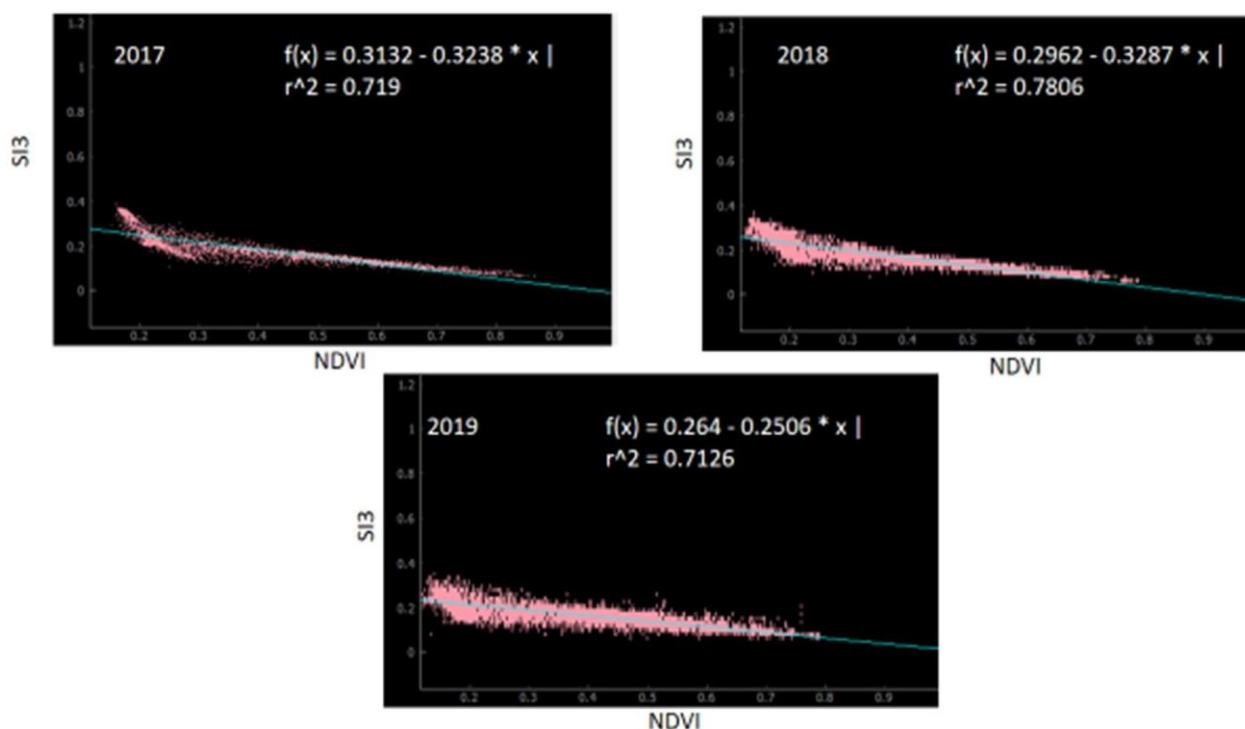 2017
f(x) = 0.3132 - 0.3238 * x |
r^2 = 0.719
1.2
1
0.8
0.6
0.4
0.2
0
SI3
0.2 0.3 0.4 0.5 0.6 0.7 0.8 0.9
NDVI
2018
f(x) = 0.2962 - 0.3287 * x |
r^2 = 0.7806
1.2
1
0.8
0.6
0.4
0.2
0
SI3
0.2 0.3 0.4 0.5 0.6 0.7 0.8 0.9
NDVI
2019
f(x) = 0.264 - 0.2506 * x |
r^2 = 0.7126
1.2
1
0.8
0.6
0.4
0.2
0
SI3
0.2 0.3 0.4 0.5 0.6 0.7 0.8 0.9
NDVI